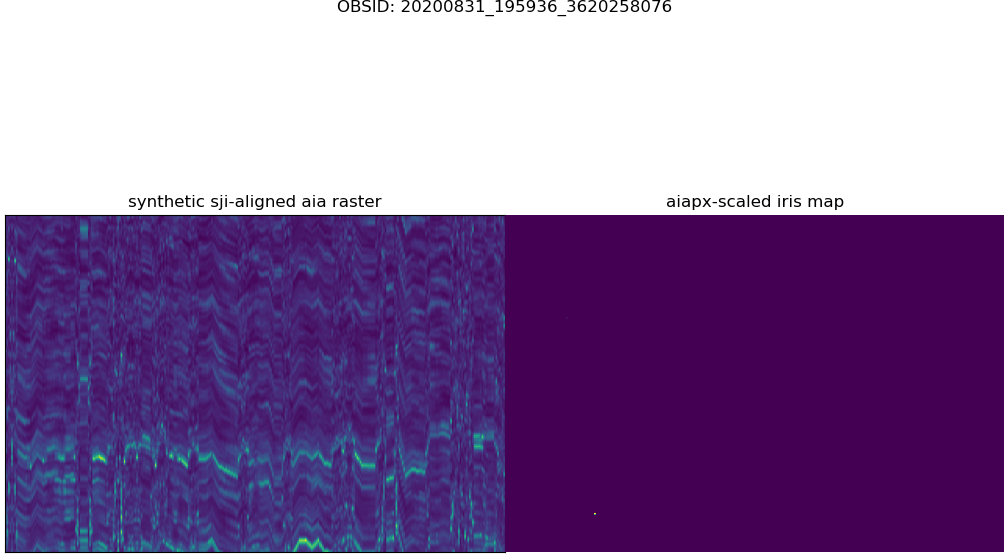 OBSID: 20200831_195936_3620258076
synthetic sji-aligned aia raster
aiapx-scaled iris map